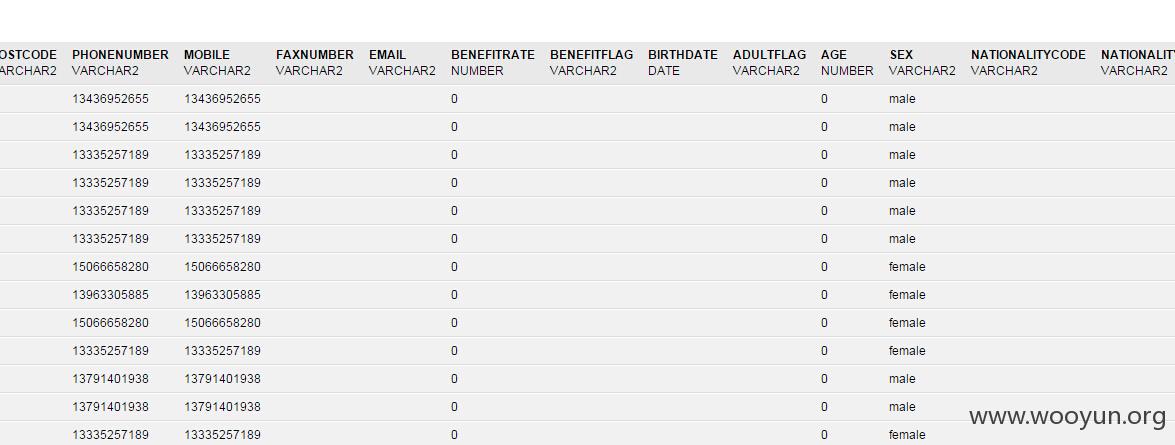 OSTCODE PHONENUMBER MOBILE FAXNUMBER EMAIL BENEFITRATE BENEFITFLAG BIRTHDATE ADULTFLAG AGE SEX NATIONALITYCODE NATIONALITY
ARCHAR2 VARCHAR2 VARCHAR2 VARCHAR2 VARCHAR2 NUMBER VARCHAR2 DATE VARCHAR2 NUMBER VARCHAR2 VARCHAR2 VARCHAR2
13436952655 13436952655 0 0 male
13436952655 13436952655 0 0 male
13335257189 13335257189 0 0 male
13335257189 13335257189 0 0 male
13335257189 13335257189 0 0 male
13335257189 13335257189 0 0 male
15066658280 15066658280 0 0 female
13963305885 13963305885 0 0 female
15066658280 15066658280 0 0 female
13335257189 13335257189 0 0 female
13791401938 13791401938 0 0 male
13791401938 13791401938 0 0 male
13335257189 13335257189 0 0 female
www.wooyun.org